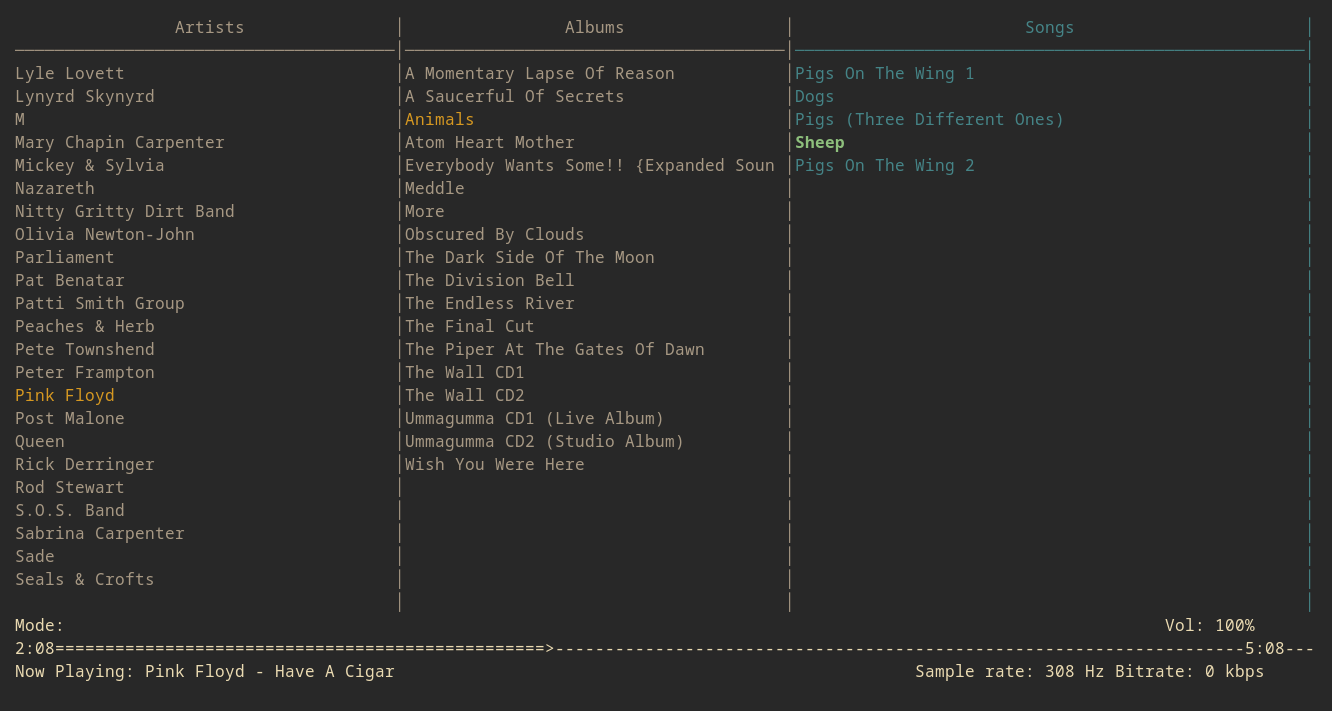 Artists | Albums | Songs |
Lyle Lovett | A Momentary Lapse Of Reason | Pigs On The Wing 1
Lynyrd Skynyrd | A Saucerful Of Secrets | Dogs
M | Animals | Pigs (Three Different Ones)
Mary Chapin Carpenter | Atom Heart Mother | Sheep
Mickey & Sylvia | Everybody Wants Some!! {Expanded Soun | Pigs On The Wing 2
Nazareth | Meddle
Nitty Gritty Dirt Band | More
Olivia Newton-John | Obscured By Clouds
Parliament | The Dark Side Of The Moon
Pat Benatar | The Division Bell
Patti Smith Group | The Endless River
Peaches & Herb | The Final Cut
Pete Townshend | The Piper At The Gates Of Dawn
Peter Frampton | The Wall CD1
Pink Floyd | The Wall CD2
Post Malone | Ummagumma CD1 (Live Album)
Queen | Ummagumma CD2 (Studio Album)
Rick Derringer | Wish You Were Here
Rod Stewart
S.O.S. Band
Sabrina Carpenter
Sade
Seals & Crofts
Mode: Vol: 100%
2:08=================================================>---------------------------------------------------------------------5:08---
Now Playing: Pink Floyd - Have A Cigar Sample rate: 308 Hz Bitrate: 0 kbps